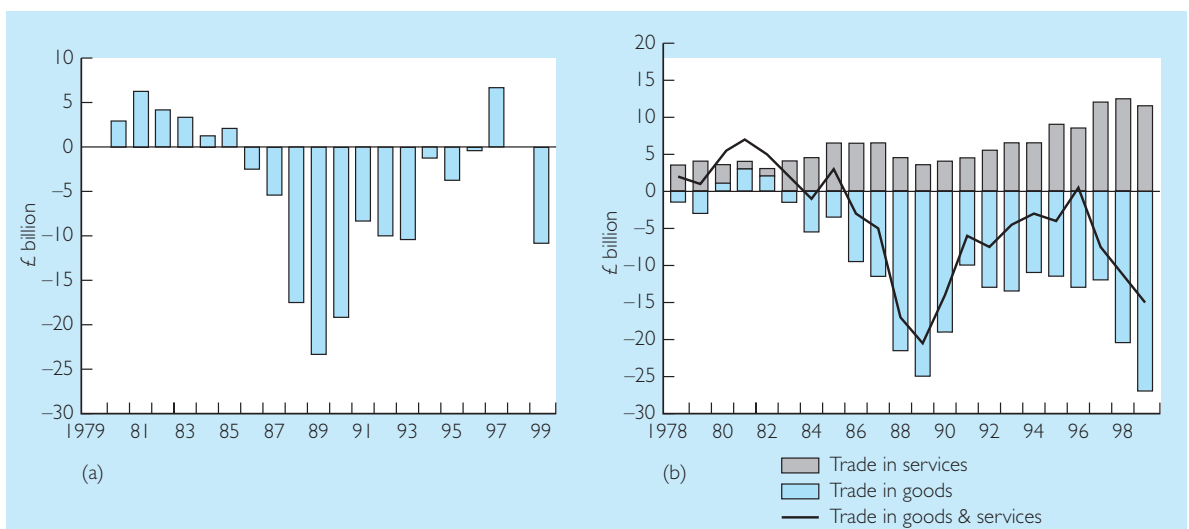 10
5
0
−5
−10
−15
−20
−25
−30
£ billion
1979 81 83 85 87 89 91 93 95 97 99
(a)
20
15
10
5
0
−5
−10
−15
−20
−25
−30
£ billion
1978 80 82 84 86 88 90 92 94 96 98
(b)
Trade in services
Trade in goods
Trade in goods & services